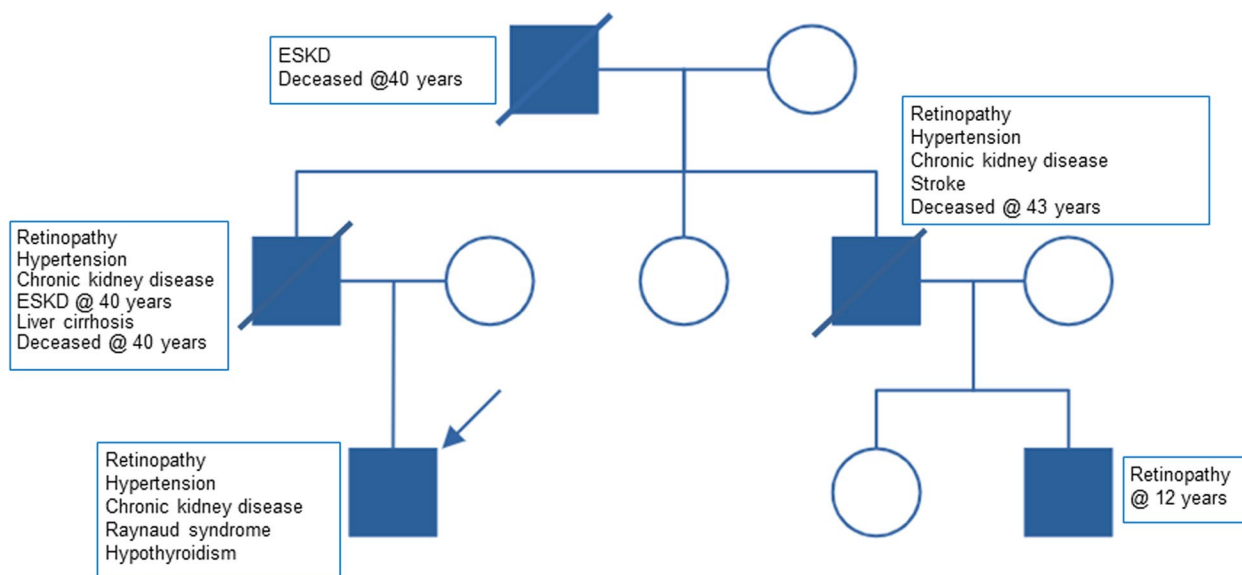 ESKD
Deceased @40 years
Retinopathy
Hypertension
Chronic kidney disease
Stroke
Deceased @ 43 years
Retinopathy
Hypertension
Chronic kidney disease
ESKD @ 40 years
Liver cirrhosis
Deceased @ 40 years
Retinopathy
Hypertension
Chronic kidney disease
Raynaud syndrome
Hypothyroidism
Retinopathy
@ 12 years